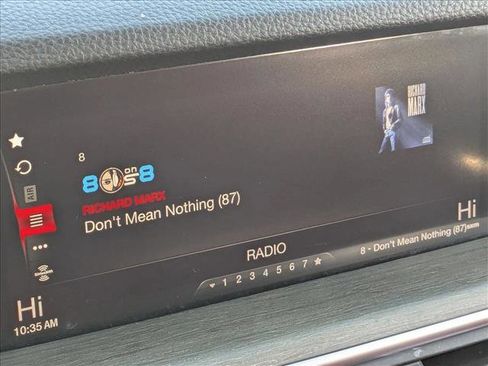 8
80s on 8
RICHARD MARX
RICHARD MARX
Don't Mean Nothing (87)
AIR
RADIO
1 2 3 4 5 6 7
8 - Don't Mean Nothing (87)
Hi
Hi
10:35 AM